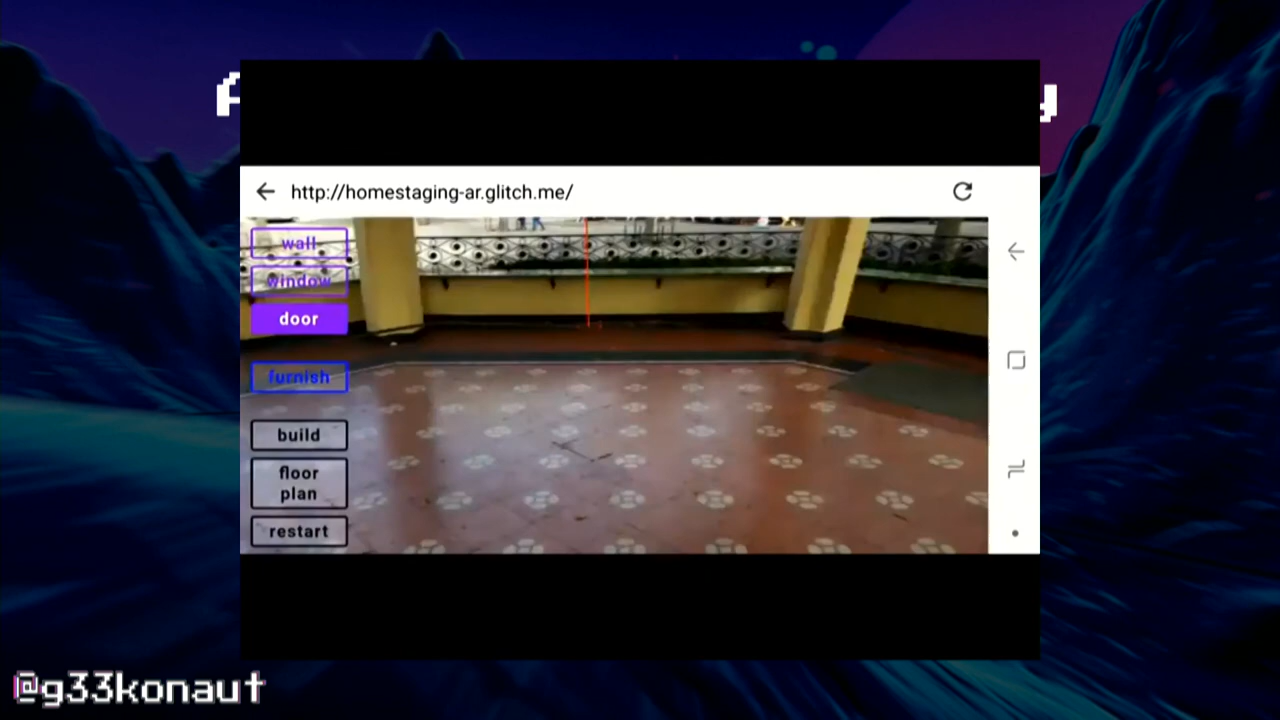 http://homestaging-ar.glitch.me/
wall
window
door
furnish
build
floor
plan
restart
@g33konaut